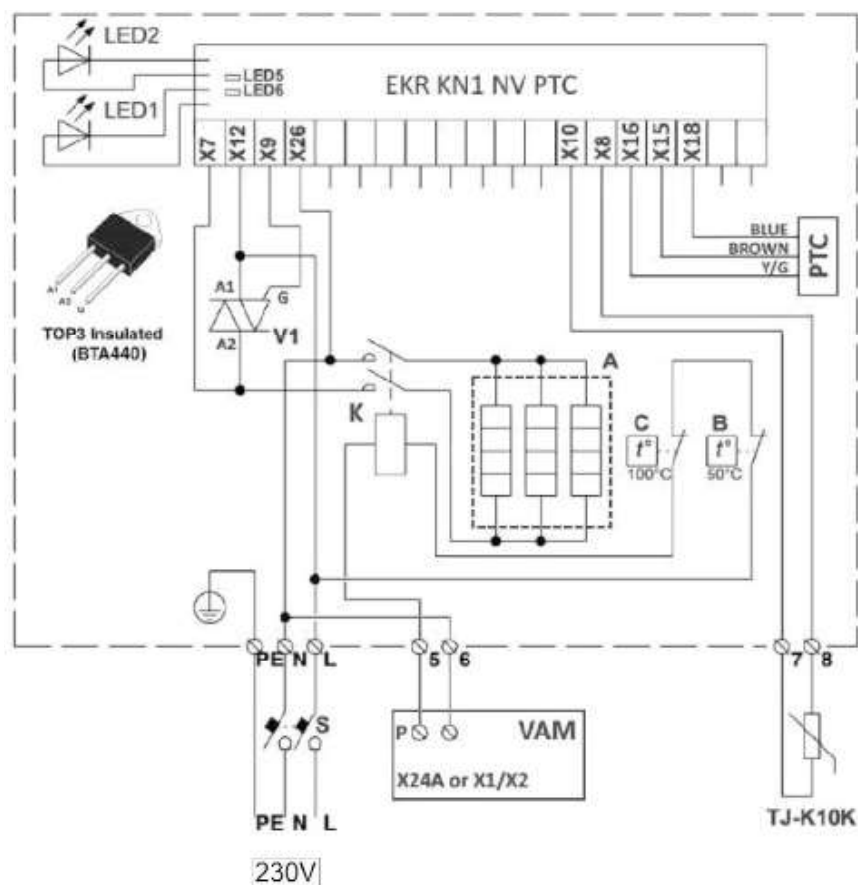 LED2
LED5
LED6
LED1
EKR KN1 NV PTC
X7 X12 X9 X26 X10 X8 X16 X15 X18
BLUE
BROWN
Y/G
PTC
A1
A2
G
TOP3 Insulated
(BTA440)
A1
G
A2
V1
K
A
C
t°
100°C
B
t°
50°C
PE N L 5 6 7 8
S
P
VAM
X24A or X1/X2
TJ-K10K
PE N L
230V